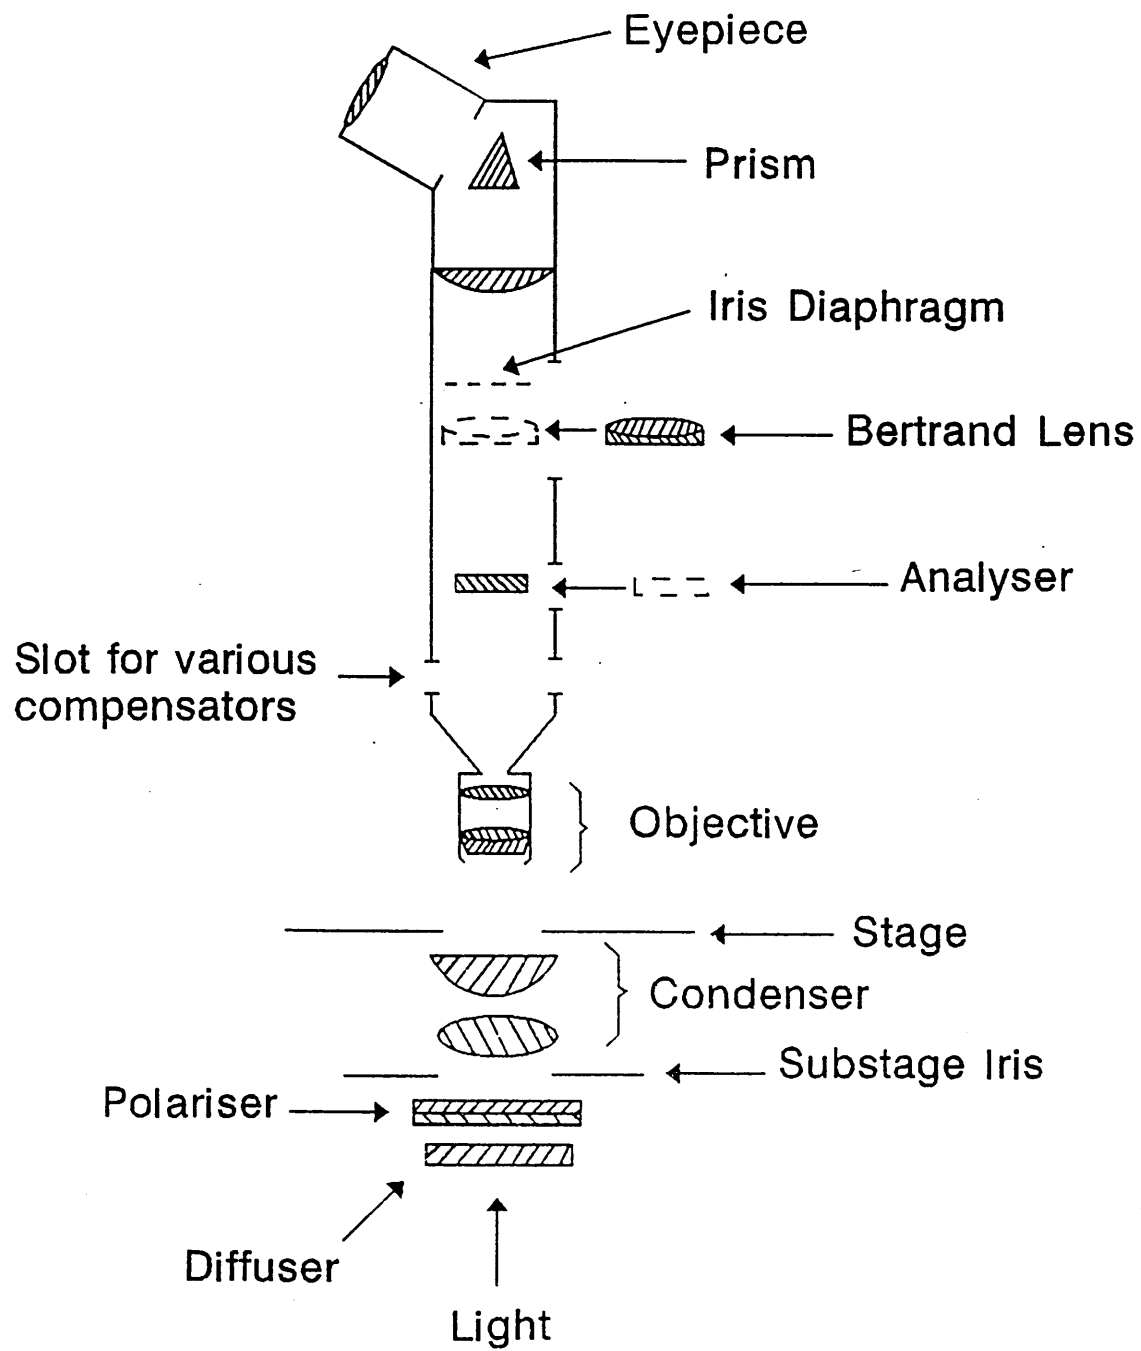 Eyepiece
Prism
Iris Diaphragm
Bertrand Lens
Analyser
Slot for various
compensators
Objective
Stage
Condenser
Substage Iris
Polariser
Diffuser
Light